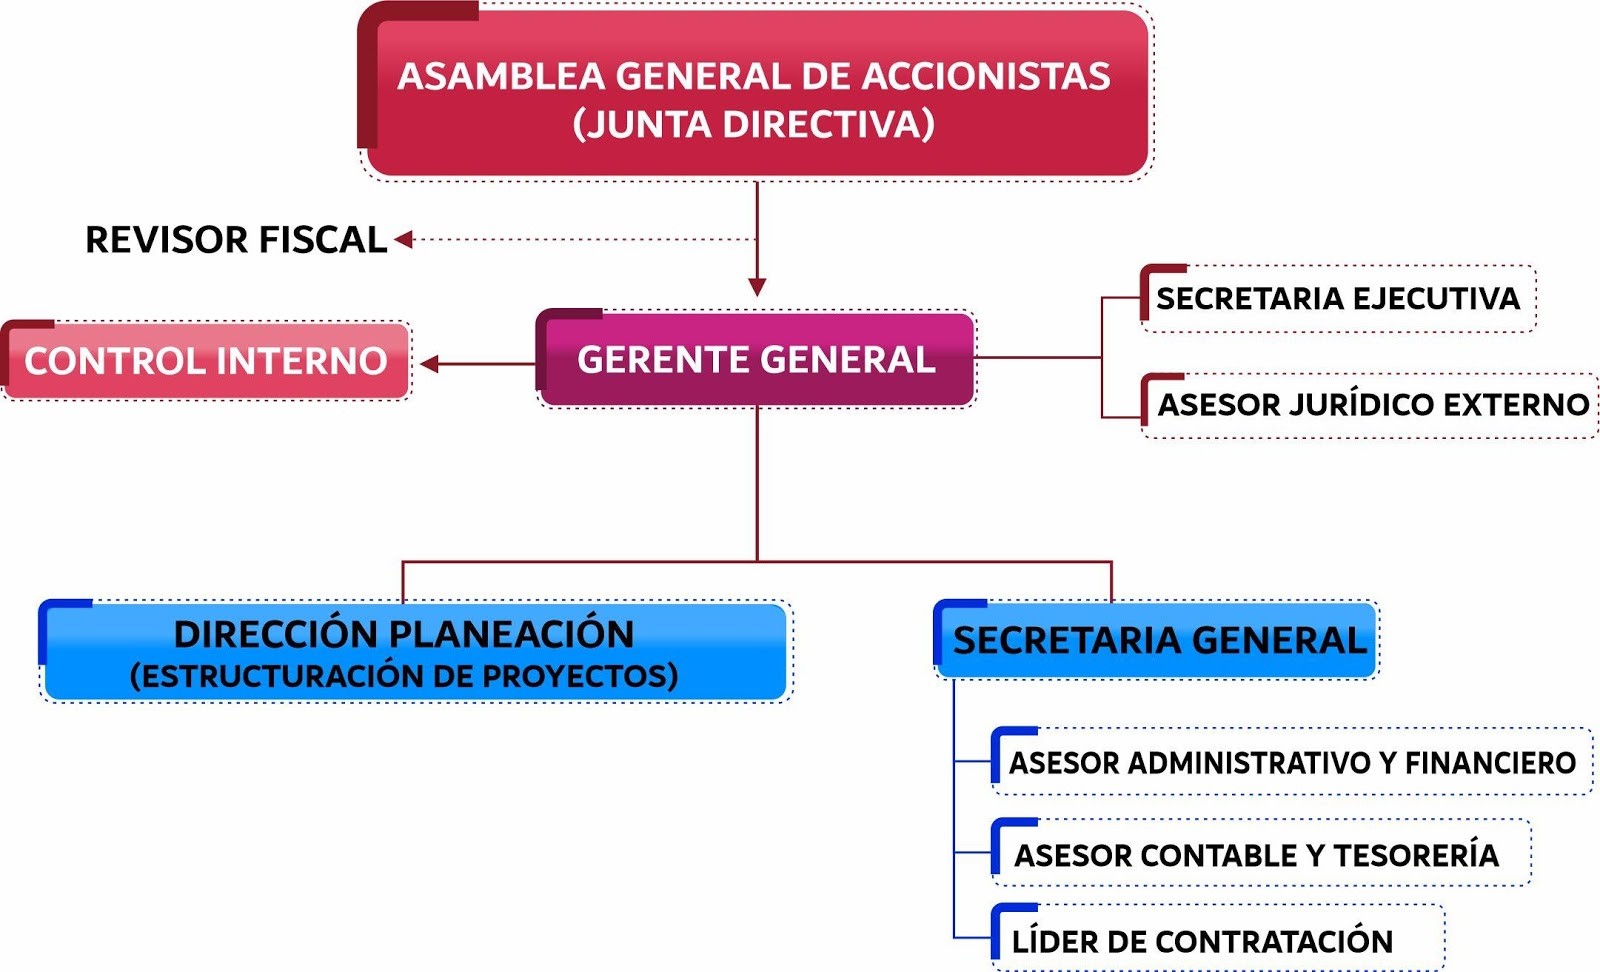 ASAMBLEA GENERAL DE ACCIONISTAS
(JUNTA DIRECTIVA)
REVISOR FISCAL
SECRETARIA EJECUTIVA
CONTROL INTERNO
GERENTE GENERAL
ASESOR JURÍDICO EXTERNO
DIRECCIÓN PLANEACIÓN
(ESTRUCTURACIÓN DE PROYECTOS)
SECRETARIA GENERAL
ASESOR ADMINISTRATIVO Y FINANCIERO
ASESOR CONTABLE Y TESORERÍA
LÍDER DE CONTRATACIÓN